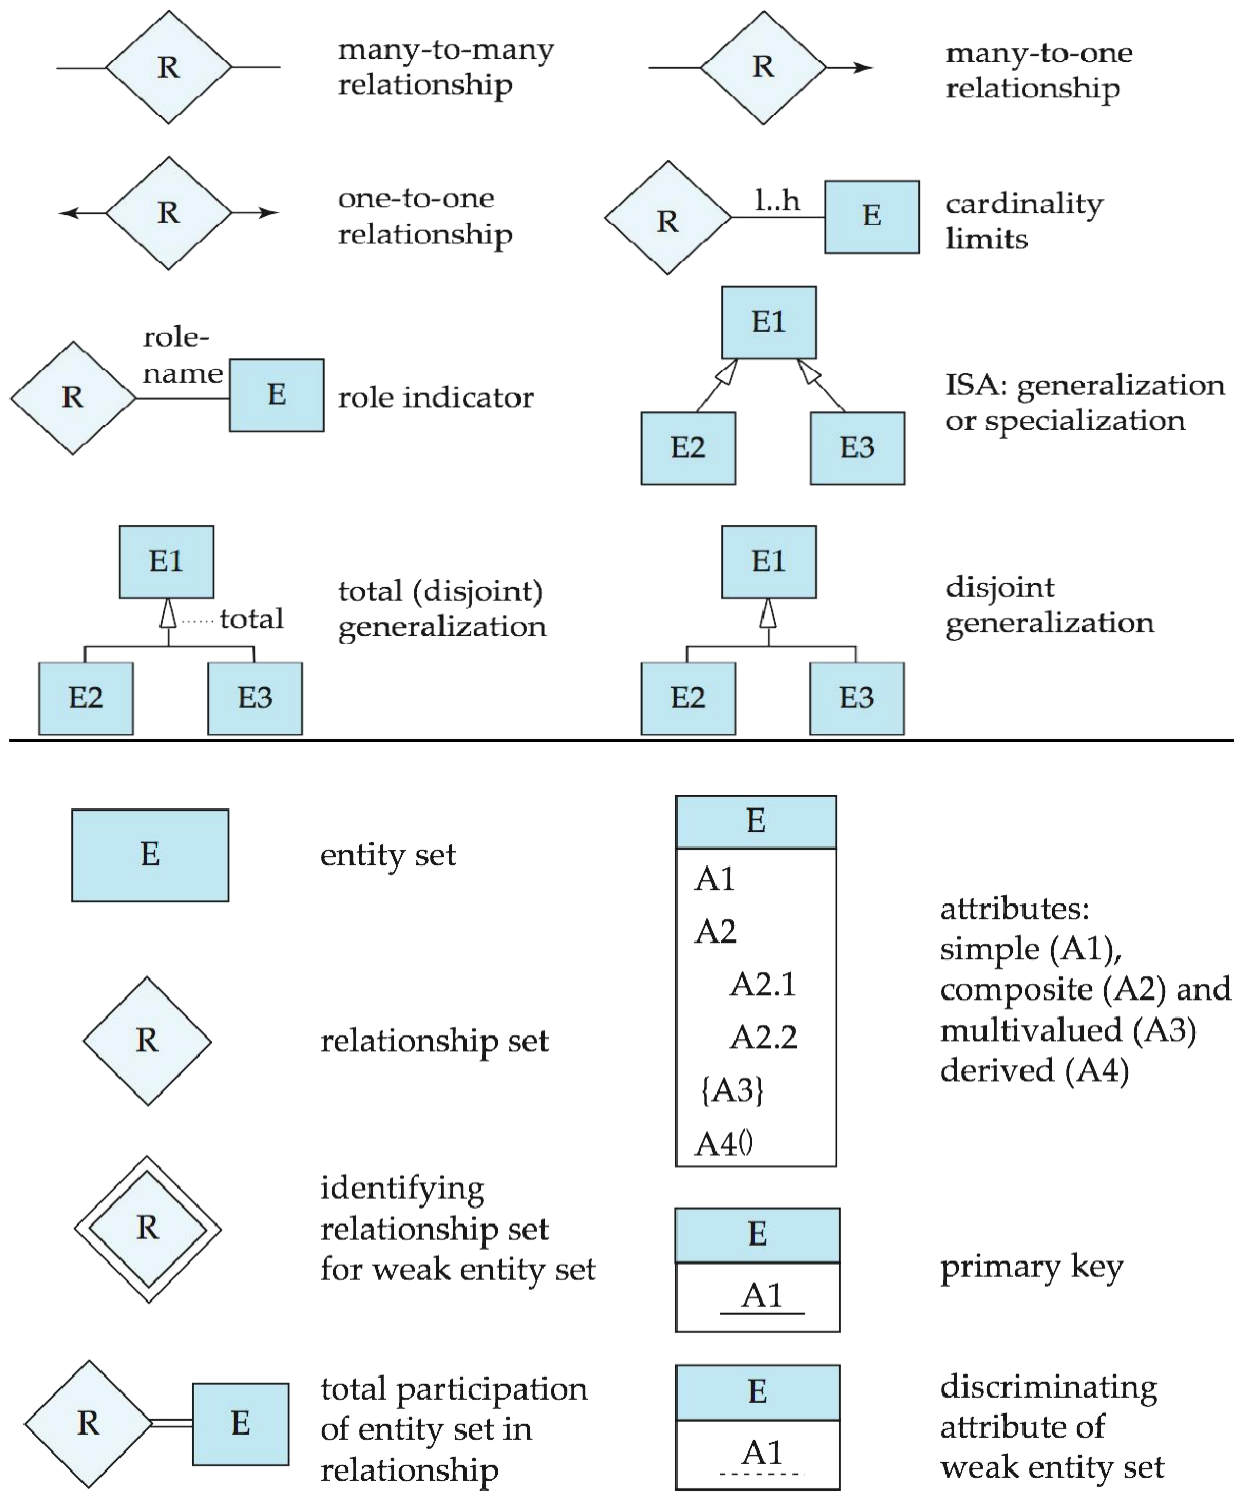 R
many-to-many
relationship
R
many-to-one
relationship
R
one-to-one
relationship
R
l..h
E
cardinality
limits
R
role-
name
E
role indicator
E1
E2
E3
ISA: generalization
or specialization
E1
total
E2
E3
total (disjoint)
generalization
E1
E2
E3
disjoint
generalization
E
entity set
R
relationship set
R
identifying
relationship set
for weak entity set
R
E
total participation
of entity set in
relationship
E
A1
A2
A2.1
A2.2
{A3}
A4()
attributes:
simple (A1),
composite (A2) and
multivalued (A3)
derived (A4)
E
A1
primary key
E
A1
discriminating
attribute of
weak entity set